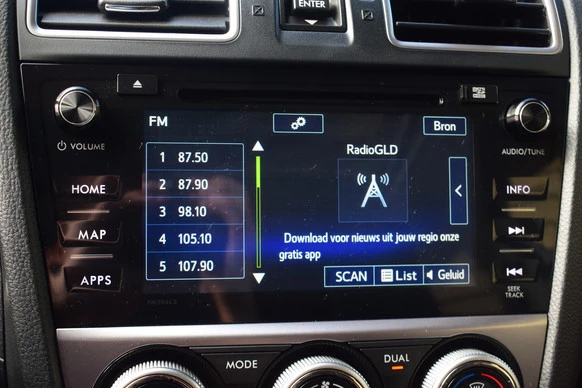 ENTER
FM
Bron
VOLUME
AUDIO/TUNE
RadioGLD
1 87.50
2 87.90
3 98.10
4 105.10
5 107.90
HOME
MAP
APPS
INFO
Download voor nieuws uit jouw regio onze
gratis app
SCAN
List
Geluid
SEEK
TRACK
MODE
DUAL